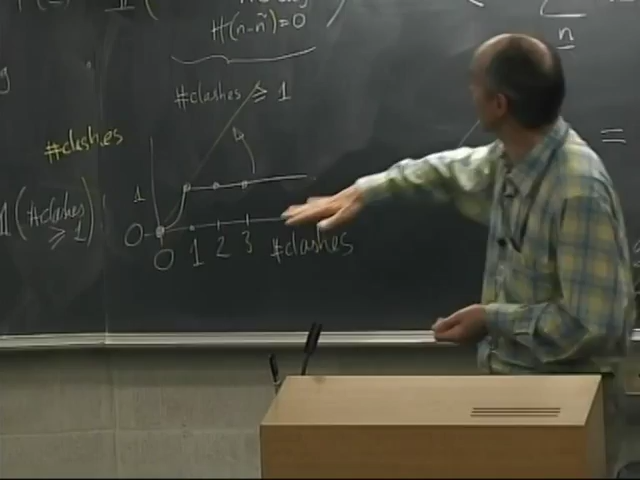 H(n-ñ)=0
n
#clashes ≥ 1
#clashes
=
1
1(#clashes ≥ 1)
0
0 1 2 3 #clashes